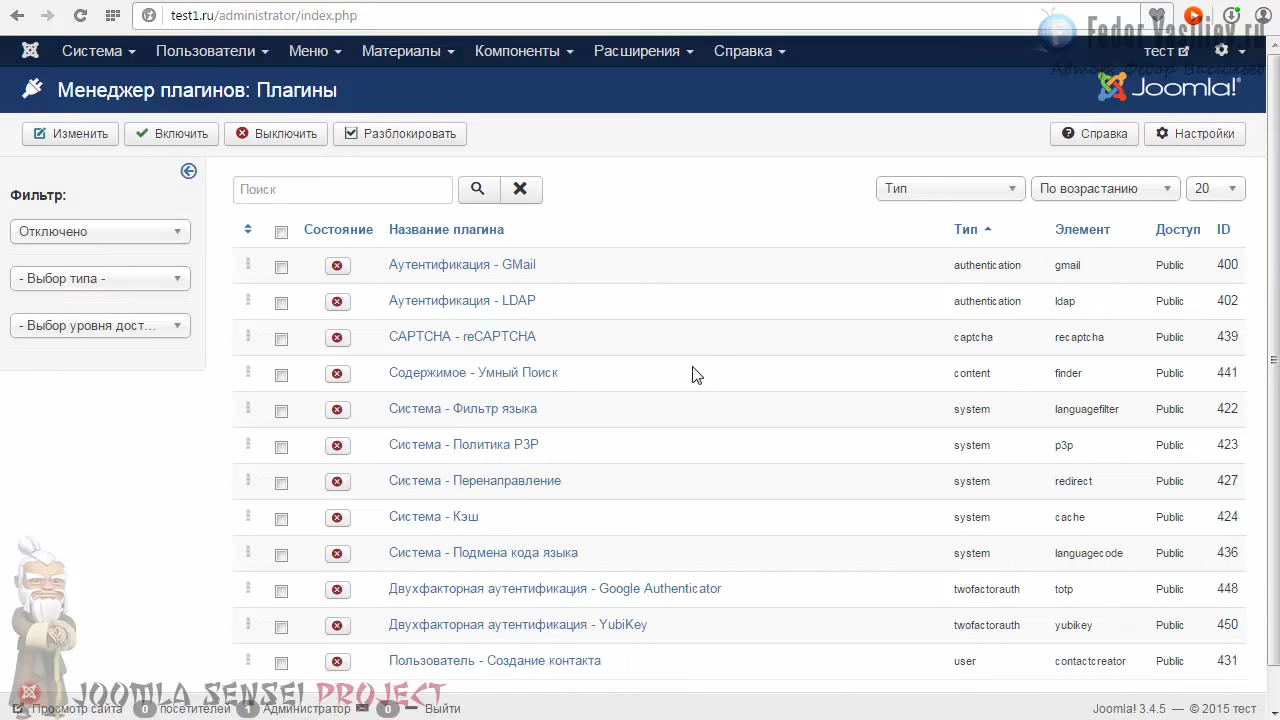 test1.ru/administrator/index.php
Fedor Vasiliev.ru
Автор: Федор Васильев
Система Пользователи Меню Материалы Компоненты Расширения Справка тест
Менеджер плагинов: Плагины
Joomla!®
Изменить Включить Выключить Разблокировать Справка Настройки
Фильтр:
Поиск Тип По возрастанию 20
Отключено
- Выбор типа -
- Выбор уровня дост...
Состояние Название плагина Тип Элемент Доступ ID
Аутентификация - GMail authentication gmail Public 400
Аутентификация - LDAP authentication ldap Public 402
CAPTCHA - reCAPTCHA captcha recaptcha Public 439
Содержимое - Умный Поиск content finder Public 441
Система - Фильтр языка system languagefilter Public 422
Система - Политика P3P system p3p Public 423
Система - Перенаправление system redirect Public 427
Система - Кэш system cache Public 424
Система - Подмена кода языка system languagecode Public 436
Двухфакторная аутентификация - Google Authenticator twofactorauth totp Public 448
Двухфакторная аутентификация - YubiKey twofactorauth yubikey Public 450
Пользователь - Создание контакта user contactcreator Public 431
JOOMLA SENSEI PROJECT
Просмотр сайта 0 посетителей 1 Администратор 0 Выйти Joomla! 3.4.5 — © 2015 тест